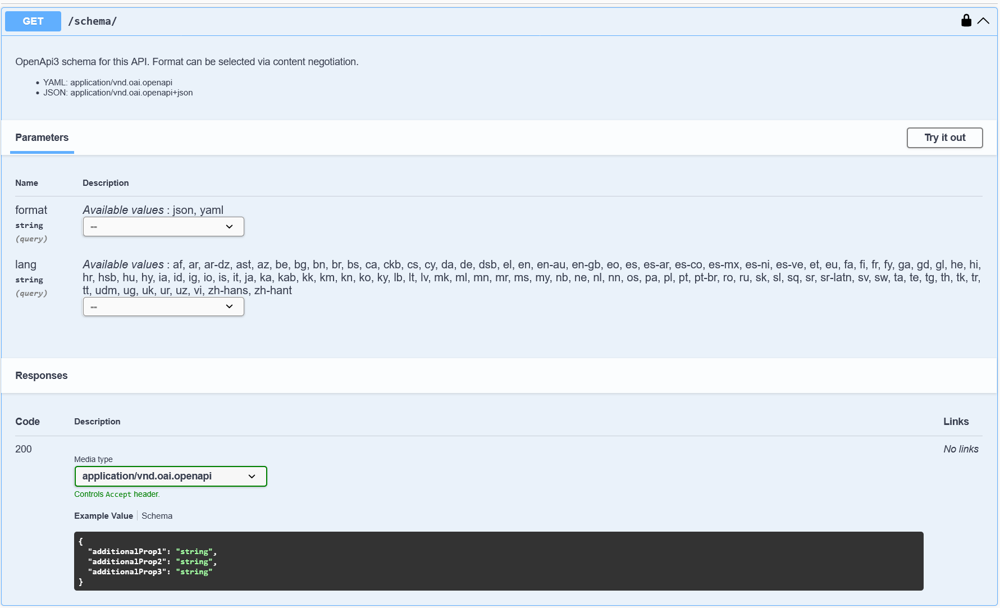 GET /schema/
OpenApi3 schema for this API. Format can be selected via content negotiation.
• YAML: application/vnd.oai.openapi
• JSON: application/vnd.oai.openapi+json
Parameters Try it out
Name Description
format Available values : json, yaml
string --
(query)
lang Available values : af, ar, ar-dz, ast, az, be, bg, bn, br, bs, ca, ckb, cs, cy, da, de, dsb, el, en, en-au, en-gb, eo, es, es-ar, es-co, es-mx, es-ni, es-ve, et, eu, fa, fi, fr, fy, ga, gd, gl, he, hi,
string hr, hsb, hu, hy, ia, id, ig, io, is, it, ja, ka, kab, kk, km, kn, ko, ky, lb, lt, lv, mk, ml, mn, mr, ms, my, nb, ne, nl, nn, os, pa, pl, pt, pt-br, ro, ru, sk, sl, sq, sr, sr-latn, sv, sw, ta, te, tg, th, tk, tr,
(query) tt, udm, ug, uk, ur, uz, vi, zh-hans, zh-hant
--
Responses
Code Description Links
200 No links
Media type
application/vnd.oai.openapi
Controls Accept header.
Example Value Schema
{
"additionalProp1": "string",
"additionalProp2": "string",
"additionalProp3": "string"
}